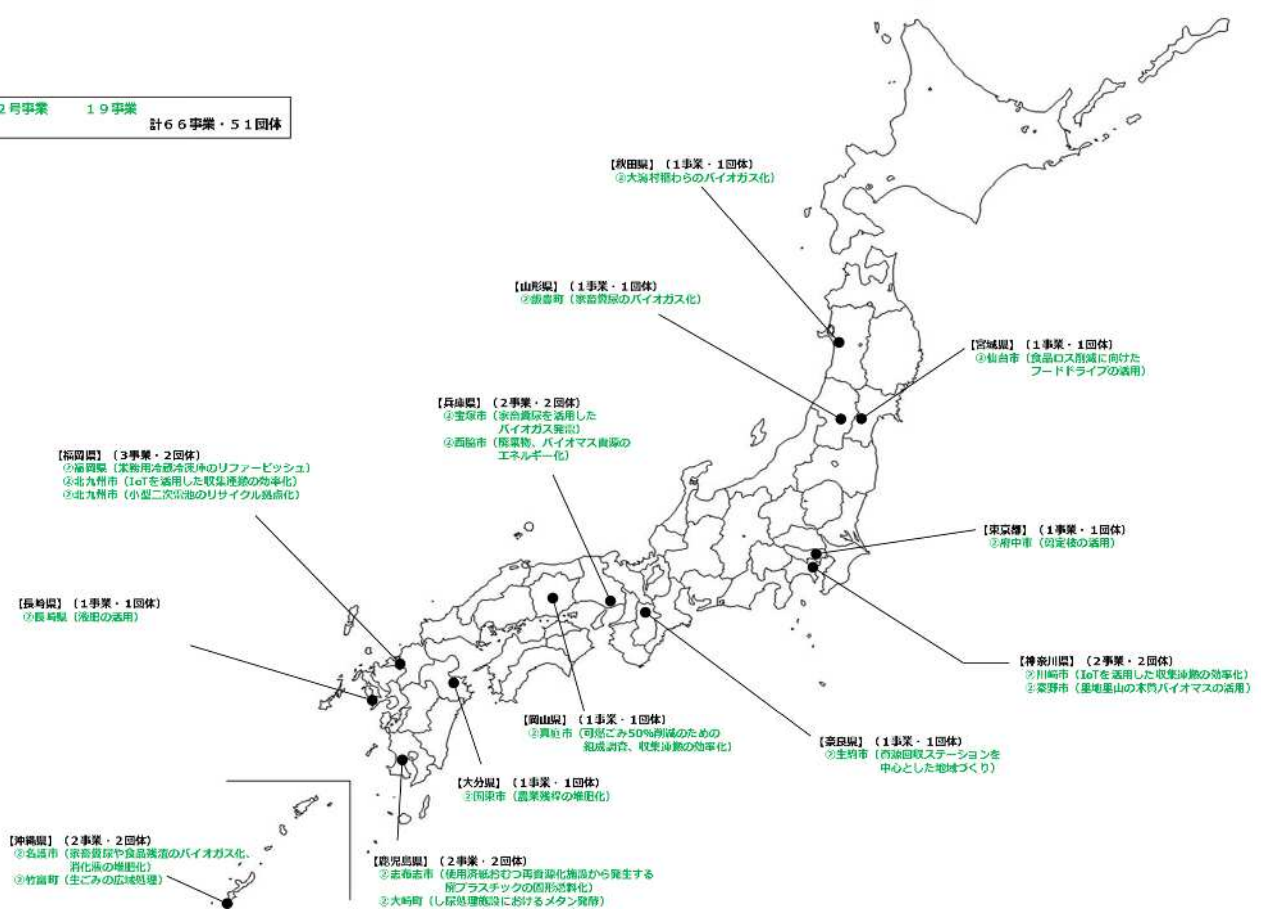 2号事業 19事業
計66事業・51団体
【秋田県】(1事業・1団体)
②大潟村稲わらのバイオガス化)
【山形県】(1事業・1団体)
②飯豊町(家畜糞尿のバイオガス化)
【宮城県】(1事業・1団体)
②仙台市(食品ロス削減に向けた
フードドライブの活用)
【兵庫県】(2事業・2団体)
②宝塚市(家畜糞尿を活用した
バイオガス発電)
②西脇市(廃棄物、バイオマス資源の
エネルギー化)
【福岡県】(3事業・2団体)
②福岡県(業務用冷蔵冷凍庫のリファービッシュ)
②北九州市(IoTを活用した収集運搬の効率化)
②北九州市(小型二次電池のリサイクル拠点化)
【東京都】(1事業・1団体)
②府中市(剪定枝の活用)
【長崎県】(1事業・1団体)
②長崎県(液肥の活用)
【神奈川県】(2事業・2団体)
②川崎市(IoTを活用した収集運搬の効率化)
②秦野市(里地里山の木質バイオマスの活用)
【岡山県】(1事業・1団体)
②真庭市(可燃ごみ50%削減のための
組成調査、収集運搬の効率化)
【奈良県】(1事業・1団体)
②生駒市(資源回収ステーションを
中心とした地域づくり)
【大分県】(1事業・1団体)
②国東市(農業残枠の堆肥化)
【沖縄県】(2事業・2団体)
②名護市(家畜糞尿や食品残渣のバイオガス化、
消化液の堆肥化)
②竹富町(生ごみの広域処理)
【鹿児島県】(2事業・2団体)
②志布志市(使用済紙おむつ再資源化施設から発生する
廃プラスチックの固形燃料化)
②大崎町(し尿処理施設におけるメタン発酵)